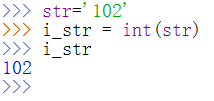 >>> str='102'
>>> i_str = int(str)
>>> i_str
102
>>>